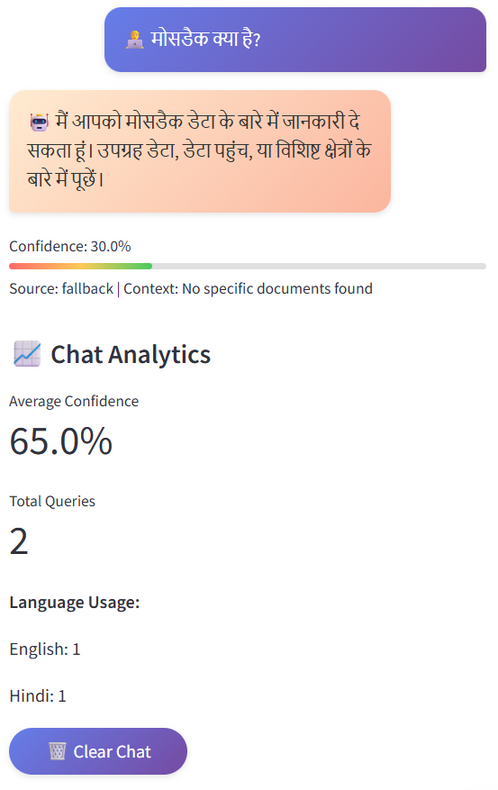 मोसडैक क्या है?
मैं आपको मोसडैक डेटा के बारे में जानकारी दे
सकता हूं। उपग्रह डेटा, डेटा पहुंच, या विशिष्ट क्षेत्रों के
बारे में पूछें।
Confidence: 30.0%
Source: fallback | Context: No specific documents found
Chat Analytics
Average Confidence
65.0%
Total Queries
2
Language Usage:
English: 1
Hindi: 1
Clear Chat